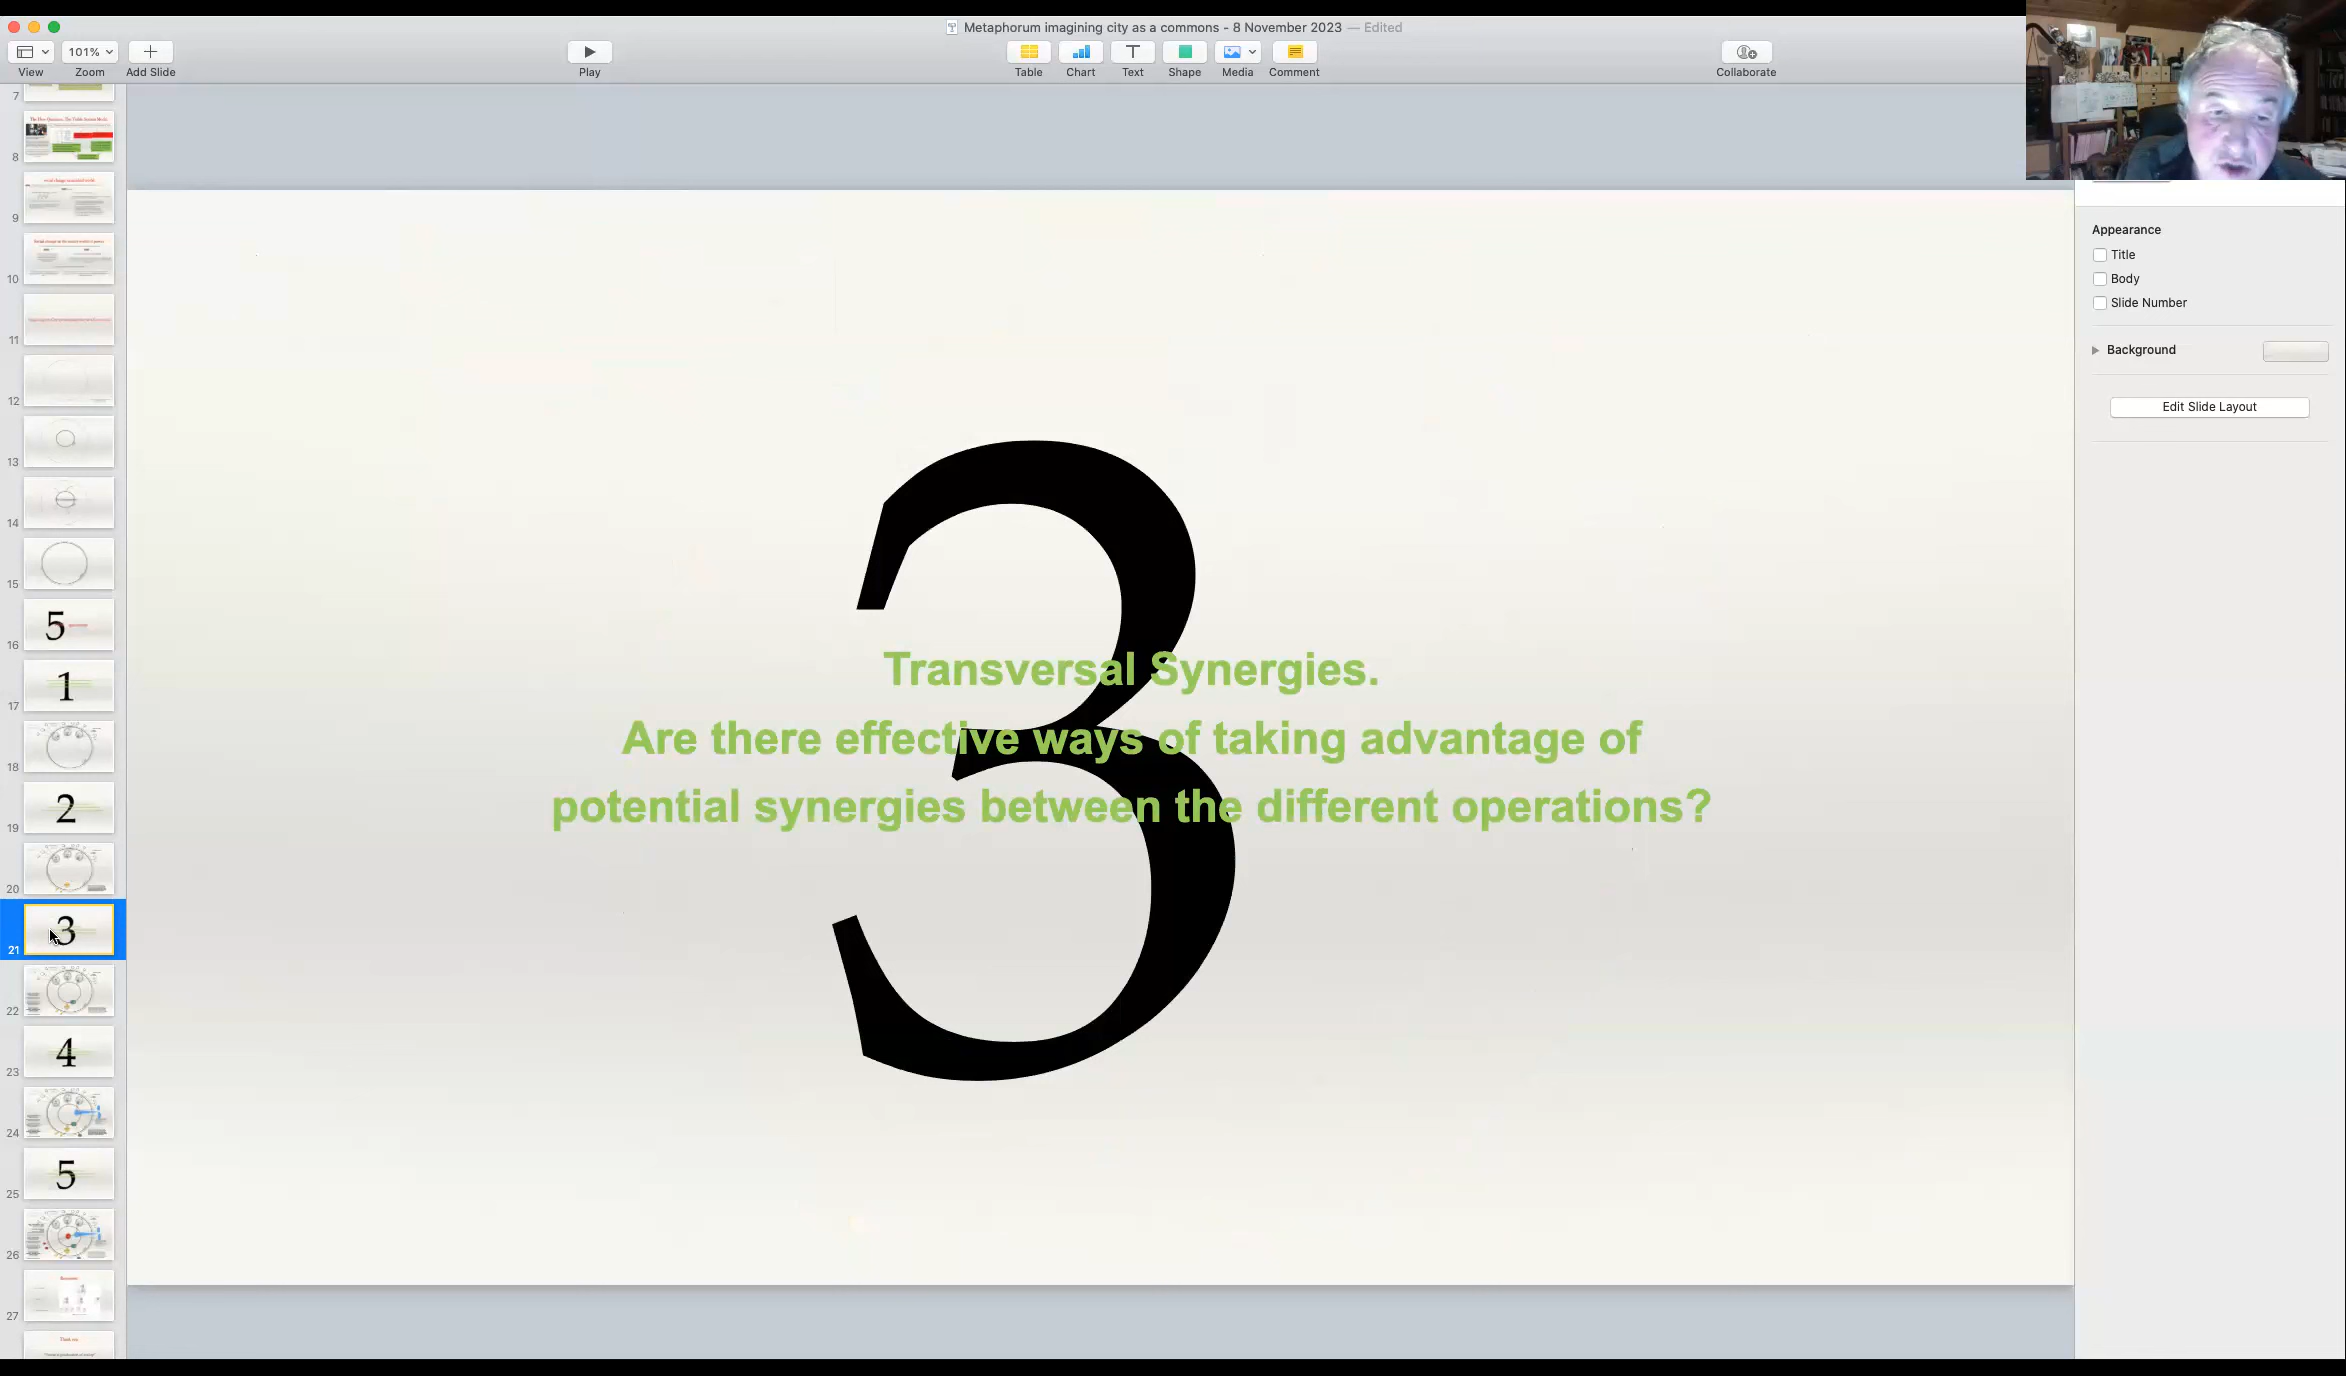 Metaphorum imagining city as a commons - 8 November 2023 — Edited
101%
View
Zoom
Add Slide
Play
Table
Chart
Text
Shape
Media
Comment
Collaborate
7
8
9
10
11
12
13
14
15
5
16
1
17
18
2
19
20
3
21
22
4
23
24
5
25
26
27
Thank you
3
Transversal Synergies.
Are there effective ways of taking advantage of
potential synergies between the different operations?
Appearance
Title
Body
Slide Number
Background
Edit Slide Layout